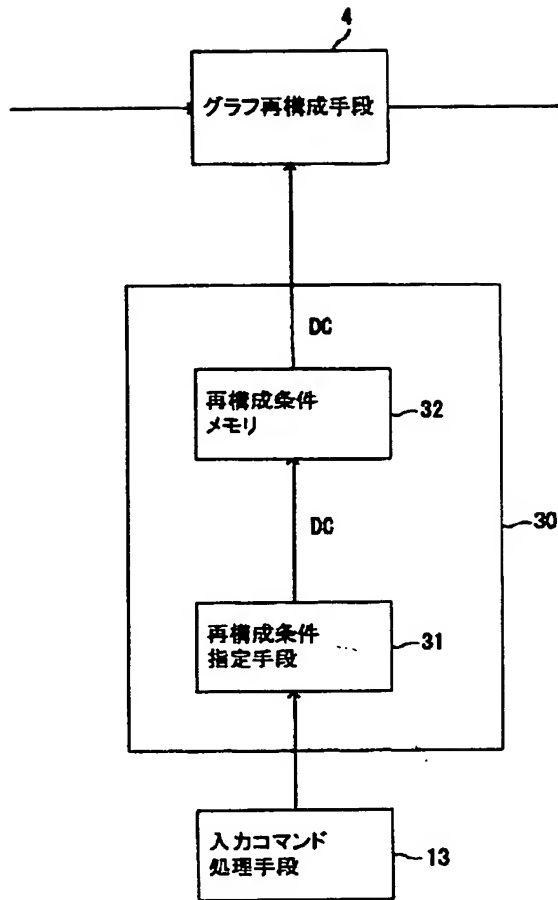 4
グラフ再構成手段
DC
再構成条件
メモリ
32
DC
30
再構成条件
指定手段
31
入力コマンド
処理手段
13